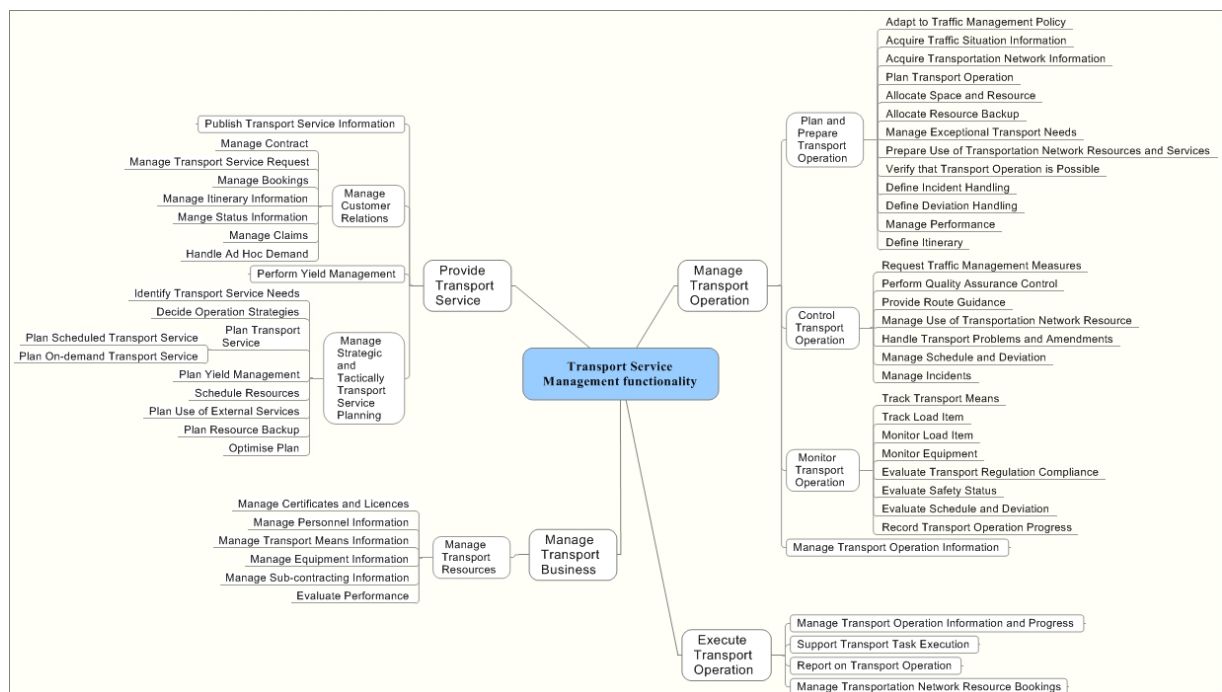 Publish Transport Service Information
Manage Contract
Manage Transport Service Request
Manage Bookings
Manage Itinerary Information
Mange Status Information
Manage Claims
Handle Ad Hoc Demand
Manage
Customer
Relations
Perform Yield Management
Identify Transport Service Needs
Decide Operation Strategies
Plan Scheduled Transport Service
Plan On-demand Transport Service
Plan Transport
Service
Plan Yield Management
Schedule Resources
Plan Use of External Services
Plan Resource Backup
Optimise Plan
Manage
Strategic
and
Tactically
Transport
Service
Planning
Provide
Transport
Service
Manage Certificates and Licences
Manage Personnel Information
Manage Transport Means Information
Manage Equipment Information
Manage Sub-contracting Information
Evaluate Performance
Manage
Transport
Resources
Manage
Transport
Business
Transport Service
Management functionality
Manage
Transport
Operation
Plan and
Prepare
Transport
Operation
Adapt to Traffic Management Policy
Acquire Traffic Situation Information
Acquire Transportation Network Information
Plan Transport Operation
Allocate Space and Resource
Allocate Resource Backup
Manage Exceptional Transport Needs
Prepare Use of Transportation Network Resources and Services
Verify that Transport Operation is Possible
Define Incident Handling
Define Deviation Handling
Manage Performance
Define Itinerary
Control
Transport
Operation
Request Traffic Management Measures
Perform Quality Assurance Control
Provide Route Guidance
Manage Use of Transportation Network Resource
Handle Transport Problems and Amendments
Manage Schedule and Deviation
Manage Incidents
Monitor
Transport
Operation
Track Transport Means
Track Load Item
Monitor Load Item
Monitor Equipment
Evaluate Transport Regulation Compliance
Evaluate Safety Status
Evaluate Schedule and Deviation
Record Transport Operation Progress
Manage Transport Operation Information
Execute
Transport
Operation
Manage Transport Operation Information and Progress
Support Transport Task Execution
Report on Transport Operation
Manage Transportation Network Resource Bookings